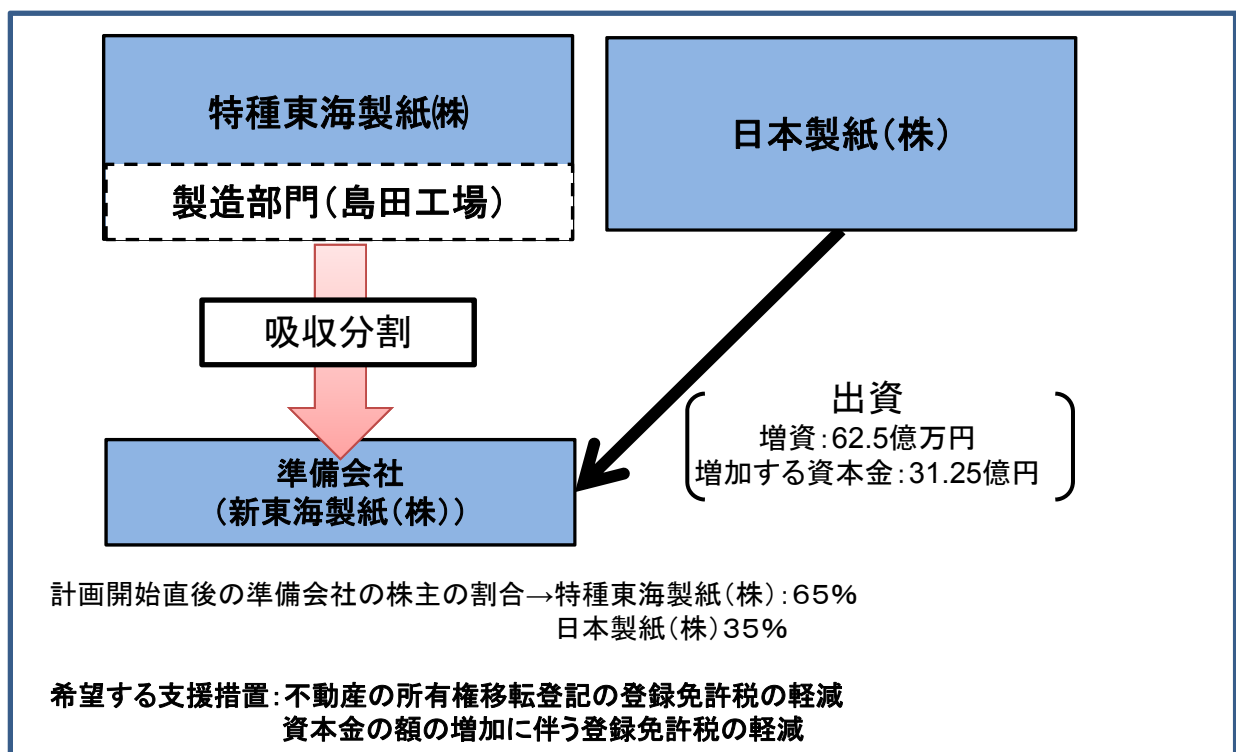 特種東海製紙㈱
日本製紙（株）
製造部門（島田工場）
吸収分割
出資
増資：62.5億万円
増加する資本金：31.25億円
準備会社
（新東海製紙（株））
計画開始直後の準備会社の株主の割合→特種東海製紙（株）：65%
日本製紙（株）35%
希望する支援措置：不動産の所有権移転登記の登録免許税の軽減
資本金の額の増加に伴う登録免許税の軽減